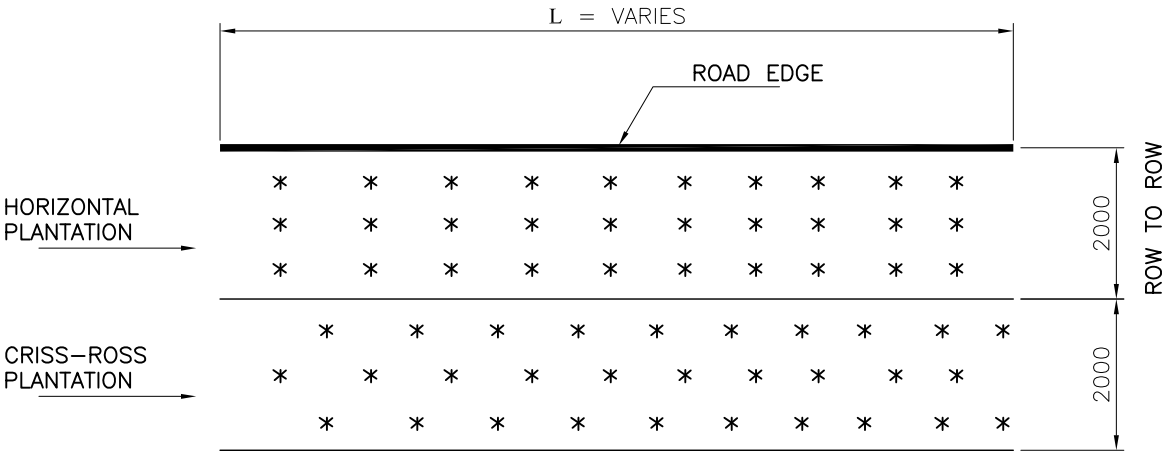 L = VARIES
ROAD EDGE
HORIZONTAL
PLANTATION
2000
ROW TO ROW
CRISS-ROSS
PLANTATION
2000